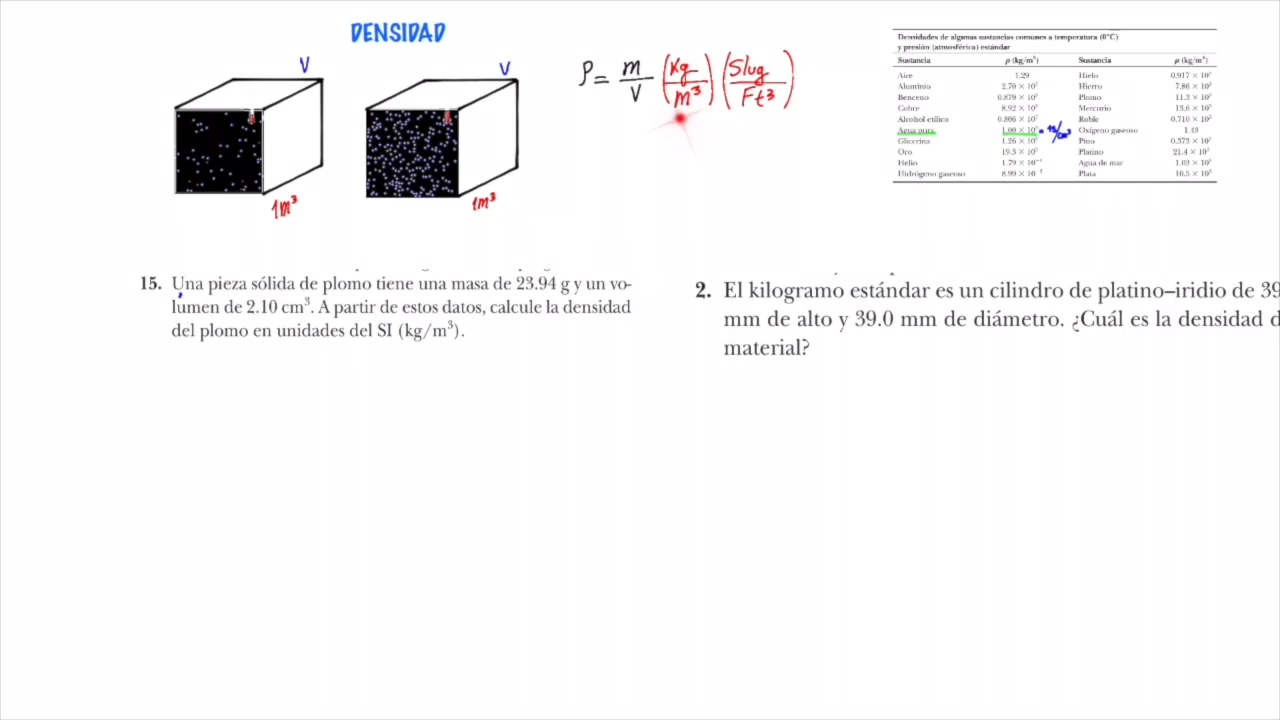 DENSIDAD
V
V
1m³
1m³
ρ = m/V (Kg/m³) (Slug/Ft³)
Densidades de algunas sustancias comunes a temperatura (0°C)
y presión (atmosférica) estándar
Sustancia ρ (kg/m³) Sustancia ρ (kg/m³)
Aire 1.29 Hielo 0.917 × 10³
Aluminio 2.70 × 10³ Hierro 7.86 × 10³
Benceno 0.879 × 10³ Plomo 11.3 × 10³
Cobre 8.92 × 10³ Mercurio 13.6 × 10³
Alcohol etílico 0.806 × 10³ Roble 0.710 × 10³
Agua pura 1.00 × 10³ = 1g/cm³ Oxígeno gaseoso 1.43
Glicerina 1.26 × 10³ Pino 0.373 × 10³
Oro 19.3 × 10³ Platino 21.4 × 10³
Helio 1.79 × 10⁻¹ Agua de mar 1.03 × 10³
Hidrógeno gaseoso 8.99 × 10⁻² Plata 10.5 × 10³
15. Una pieza sólida de plomo tiene una masa de 23.94 g y un vo-
lumen de 2.10 cm³. A partir de estos datos, calcule la densidad
del plomo en unidades del SI (kg/m³).
2. El kilogramo estándar es un cilindro de platino–iridio de 39
mm de alto y 39.0 mm de diámetro. ¿Cuál es la densidad d
material?